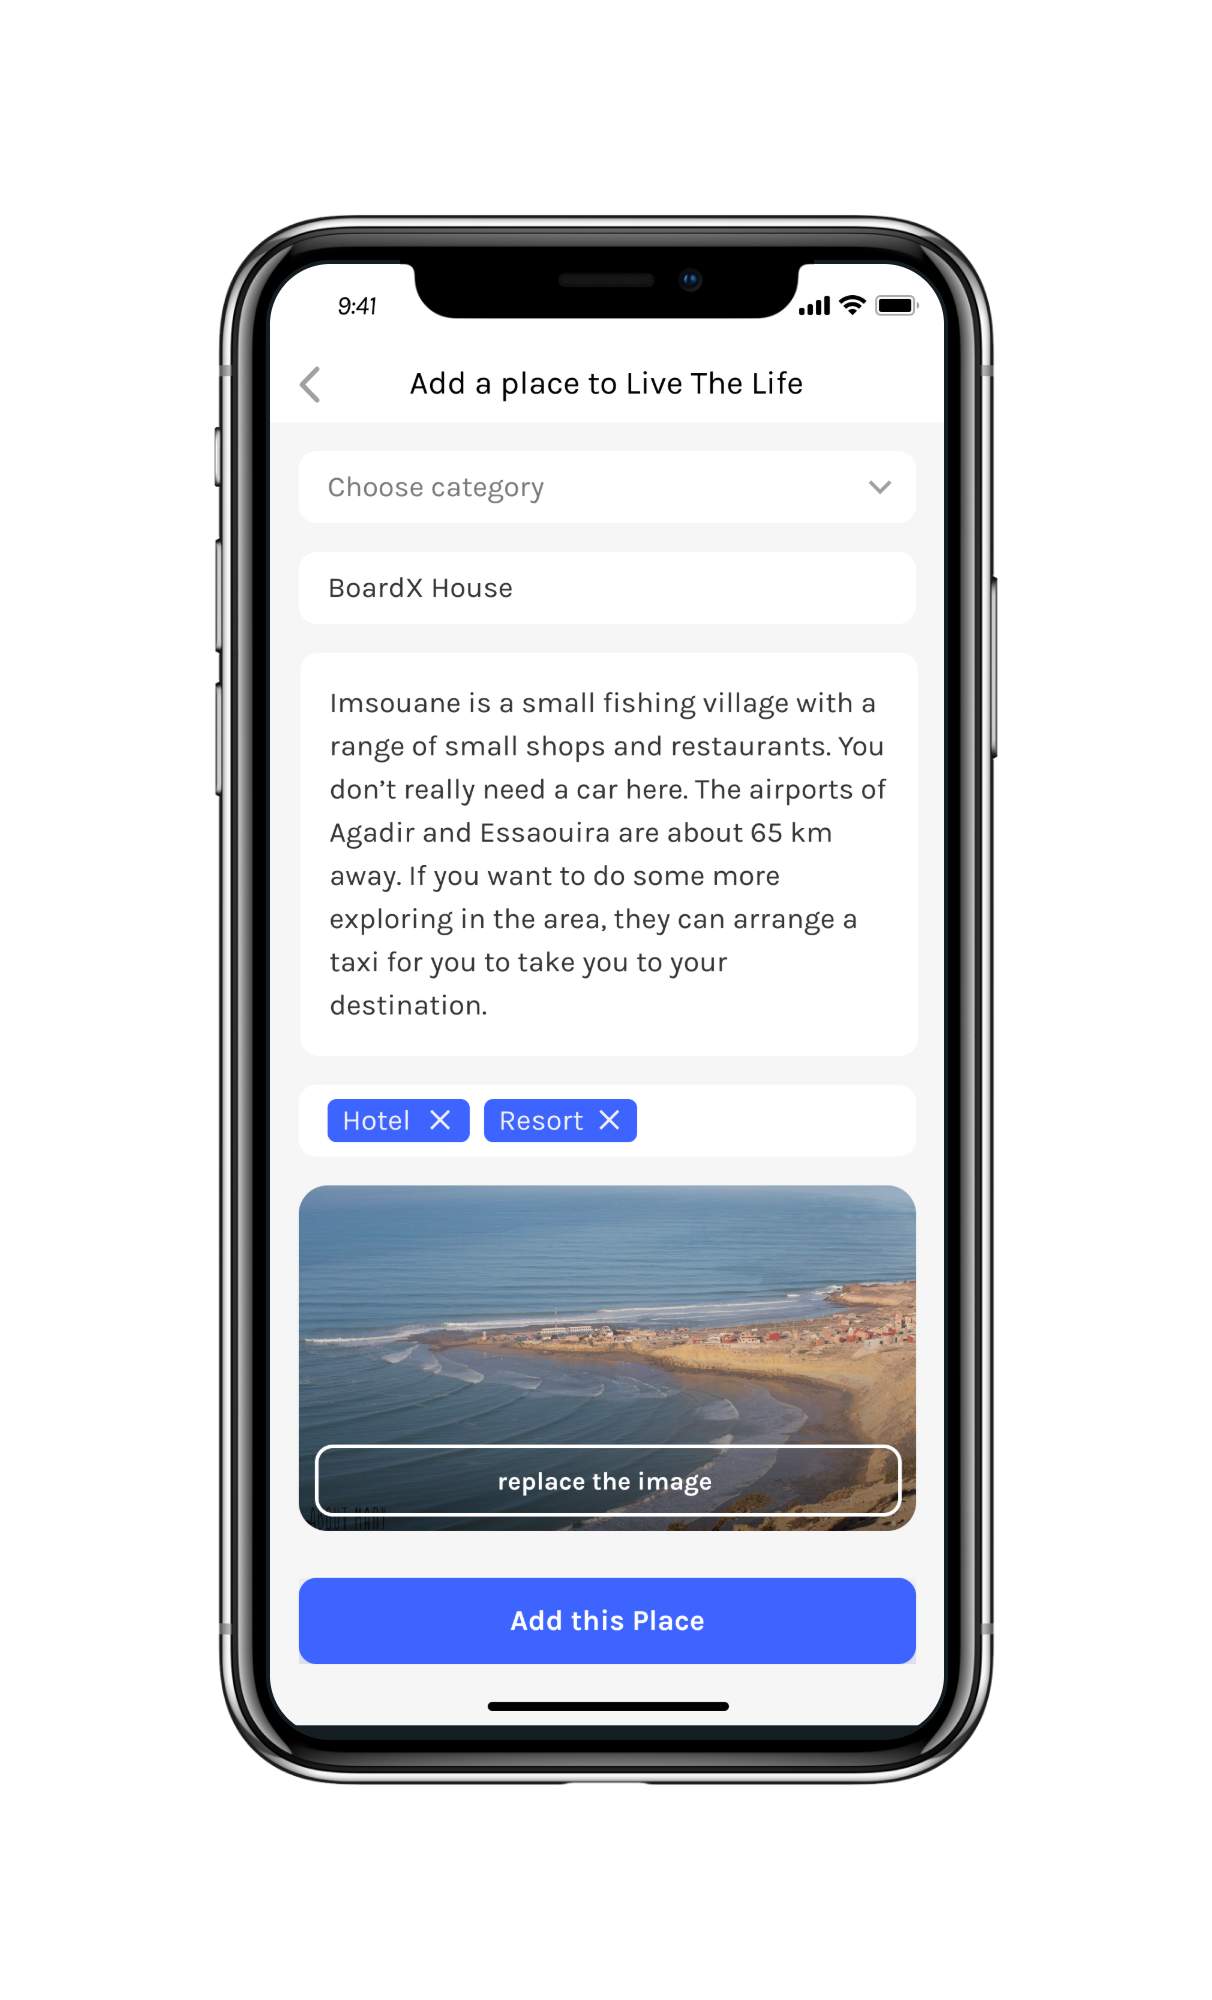 9:41
Add a place to Live The Life
Choose category
BoardX House
Imsouane is a small fishing village with a
range of small shops and restaurants. You
don’t really need a car here. The airports of
Agadir and Essaouira are about 65 km
away. If you want to do some more
exploring in the area, they can arrange a
taxi for you to take you to your
destination.
Hotel
Resort
replace the image
Add this Place